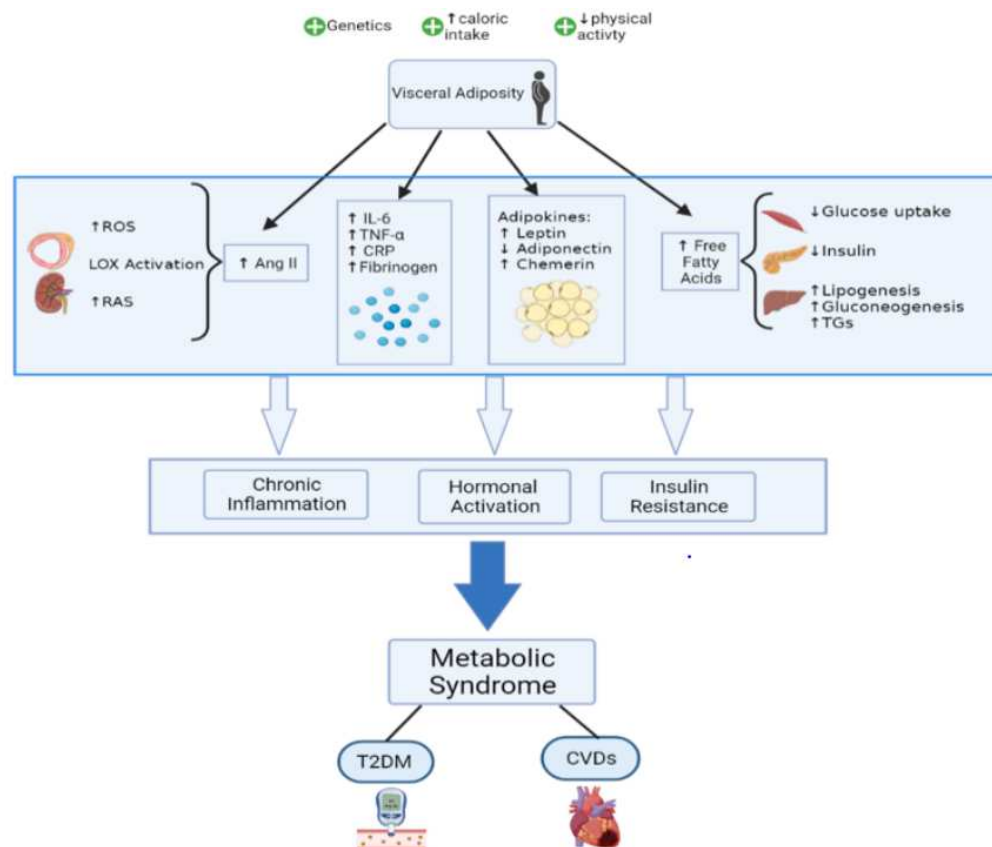 Genetics
↑caloric
intake
↓physical
activty
Visceral Adiposity
↑ROS
LOX Activation
↑RAS
↑ Ang II
↑ IL-6
↑TNF-α
↑ CRP
↑Fibrinogen
Adipokines:
↑ Leptin
↓ Adiponectin
↑ Chemerin
↑ Free
Fatty
Acids
↓Glucose uptake
↓Insulin
↑Lipogenesis
↑Gluconeogenesis
↑TGs
Chronic
Inflammation
Hormonal
Activation
Insulin
Resistance
Metabolic
Syndrome
T2DM
CVDs